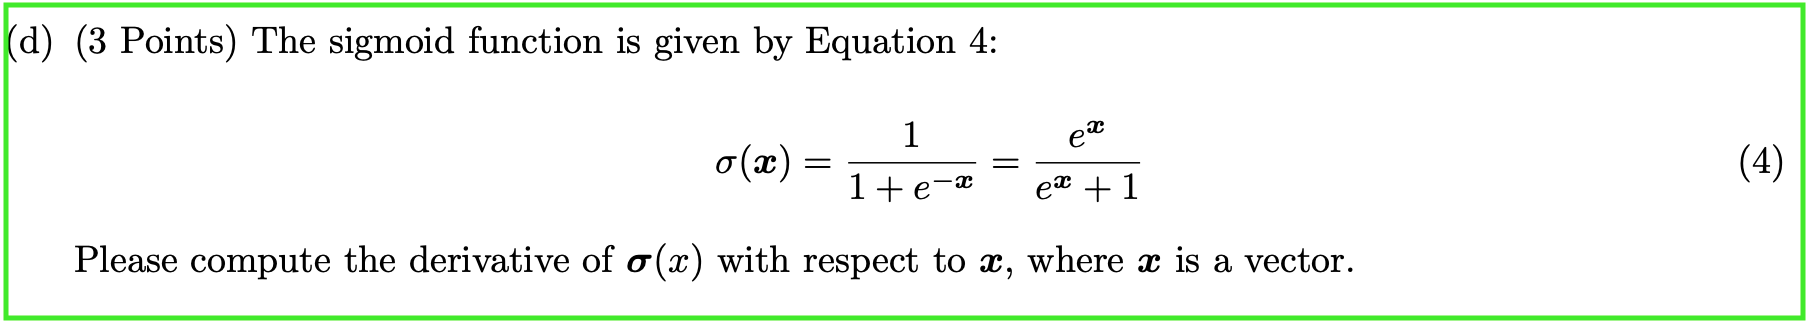 (d) (3 Points) The sigmoid function is given by Equation 4:
σ(𝒙) = 1 / (1 + e^{−𝒙}) = e^𝒙 / (e^𝒙 + 1) (4)
Please compute the derivative of 𝝈(x) with respect to 𝒙, where 𝒙 is a vector.